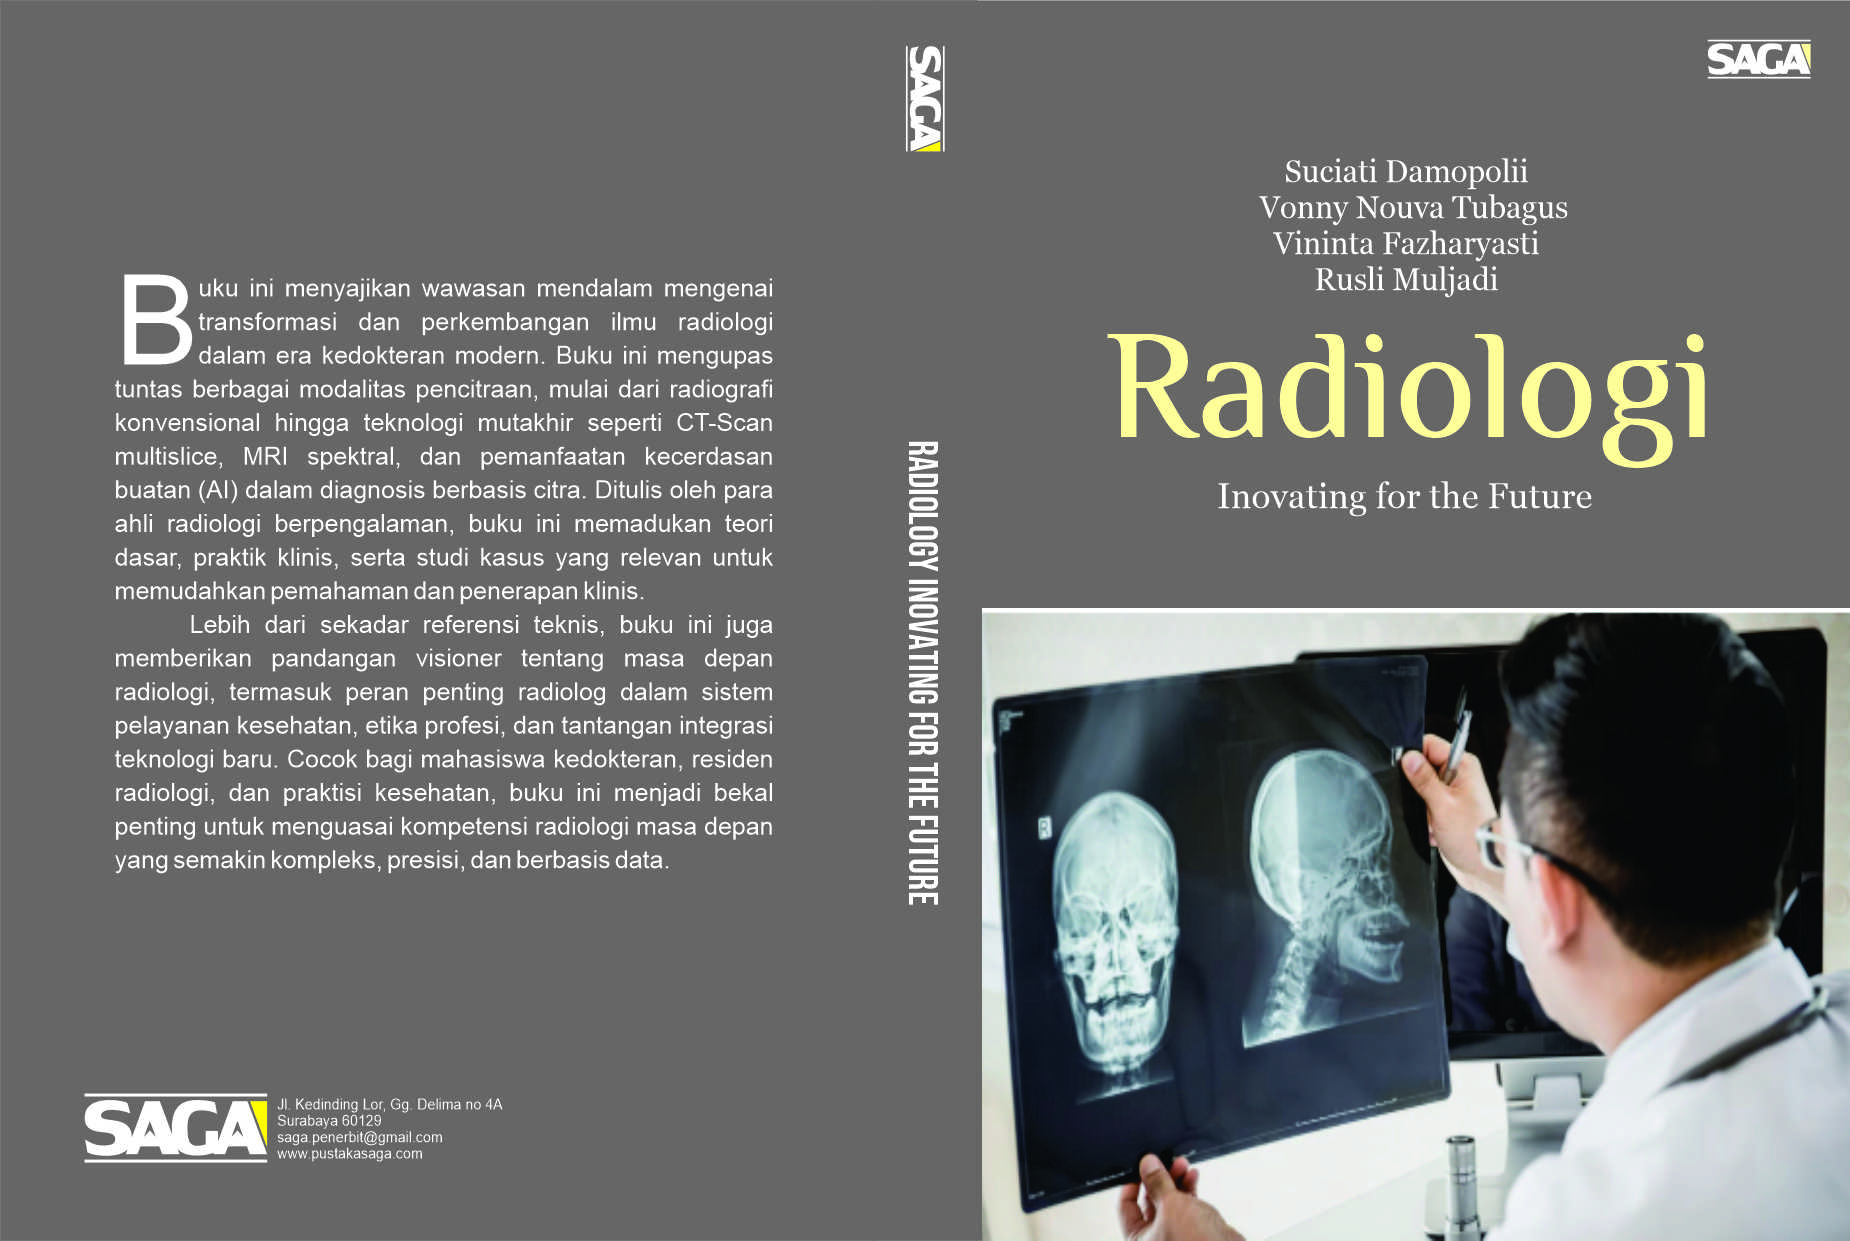 Buku ini menyajikan wawasan mendalam mengenai
transformasi dan perkembangan ilmu radiologi
dalam era kedokteran modern. Buku ini mengupas
tuntas berbagai modalitas pencitraan, mulai dari radiografi
konvensional hingga teknologi mutakhir seperti CT-Scan
multislice, MRI spektral, dan pemanfaatan kecerdasan
buatan (AI) dalam diagnosis berbasis citra. Ditulis oleh para
ahli radiologi berpengalaman, buku ini memadukan teori
dasar, praktik klinis, serta studi kasus yang relevan untuk
memudahkan pemahaman dan penerapan klinis.
Lebih dari sekadar referensi teknis, buku ini juga
memberikan pandangan visioner tentang masa depan
radiologi, termasuk peran penting radiolog dalam sistem
pelayanan kesehatan, etika profesi, dan tantangan integrasi
teknologi baru. Cocok bagi mahasiswa kedokteran, residen
radiologi, dan praktisi kesehatan, buku ini menjadi bekal
penting untuk menguasai kompetensi radiologi masa depan
yang semakin kompleks, presisi, dan berbasis data.
SAGA
Jl. Kedinding Lor, Gg. Delima no 4A
Surabaya 60129
saga.penerbit@gmail.com
www.pustakasaga.com
SAGA
RADIOLOGY INOVATING FOR THE FUTURE
SAGA
Suciati Damopolii
Vonny Nouva Tubagus
Vininta Fazharyasti
Rusli Muljadi
Radiologi
Inovating for the Future
R